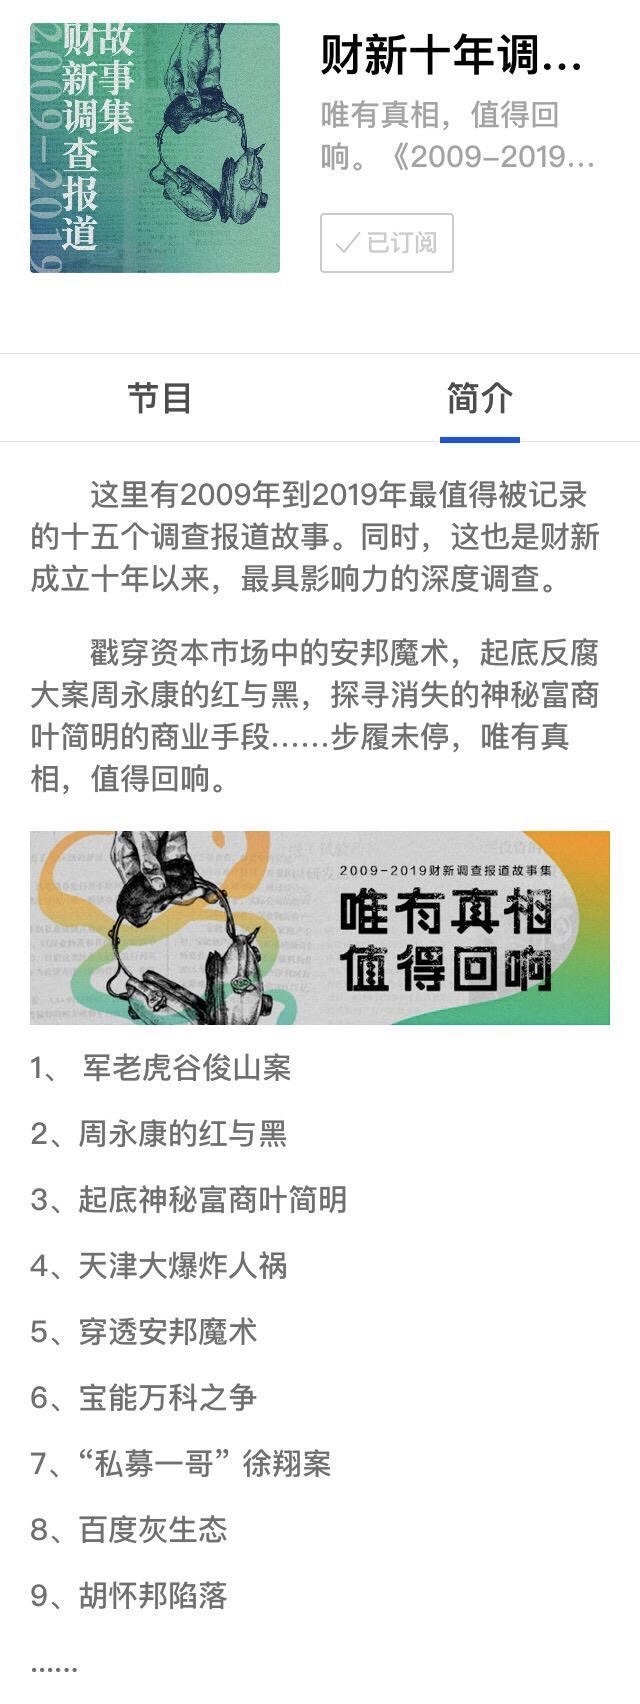 故事集
财新调查报道
2009-2019
财新十年调...
唯有真相，值得回
响。《2009-2019...
已订阅
节目
简介
这里有2009年到2019年最值得被记录
的十五个调查报道故事。同时，这也是财新
成立十年以来，最具影响力的深度调查。
戳穿资本市场中的安邦魔术，起底反腐
大案周永康的红与黑，探寻消失的神秘富商
叶简明的商业手段……步履未停，唯有真
相，值得回响。
2009-2019财新调查报道故事集
唯有真相
值得回响
1、 军老虎谷俊山案
2、周永康的红与黑
3、起底神秘富商叶简明
4、天津大爆炸人祸
5、穿透安邦魔术
6、宝能万科之争
7、“私募一哥” 徐翔案
8、百度灰生态
9、胡怀邦陷落
……